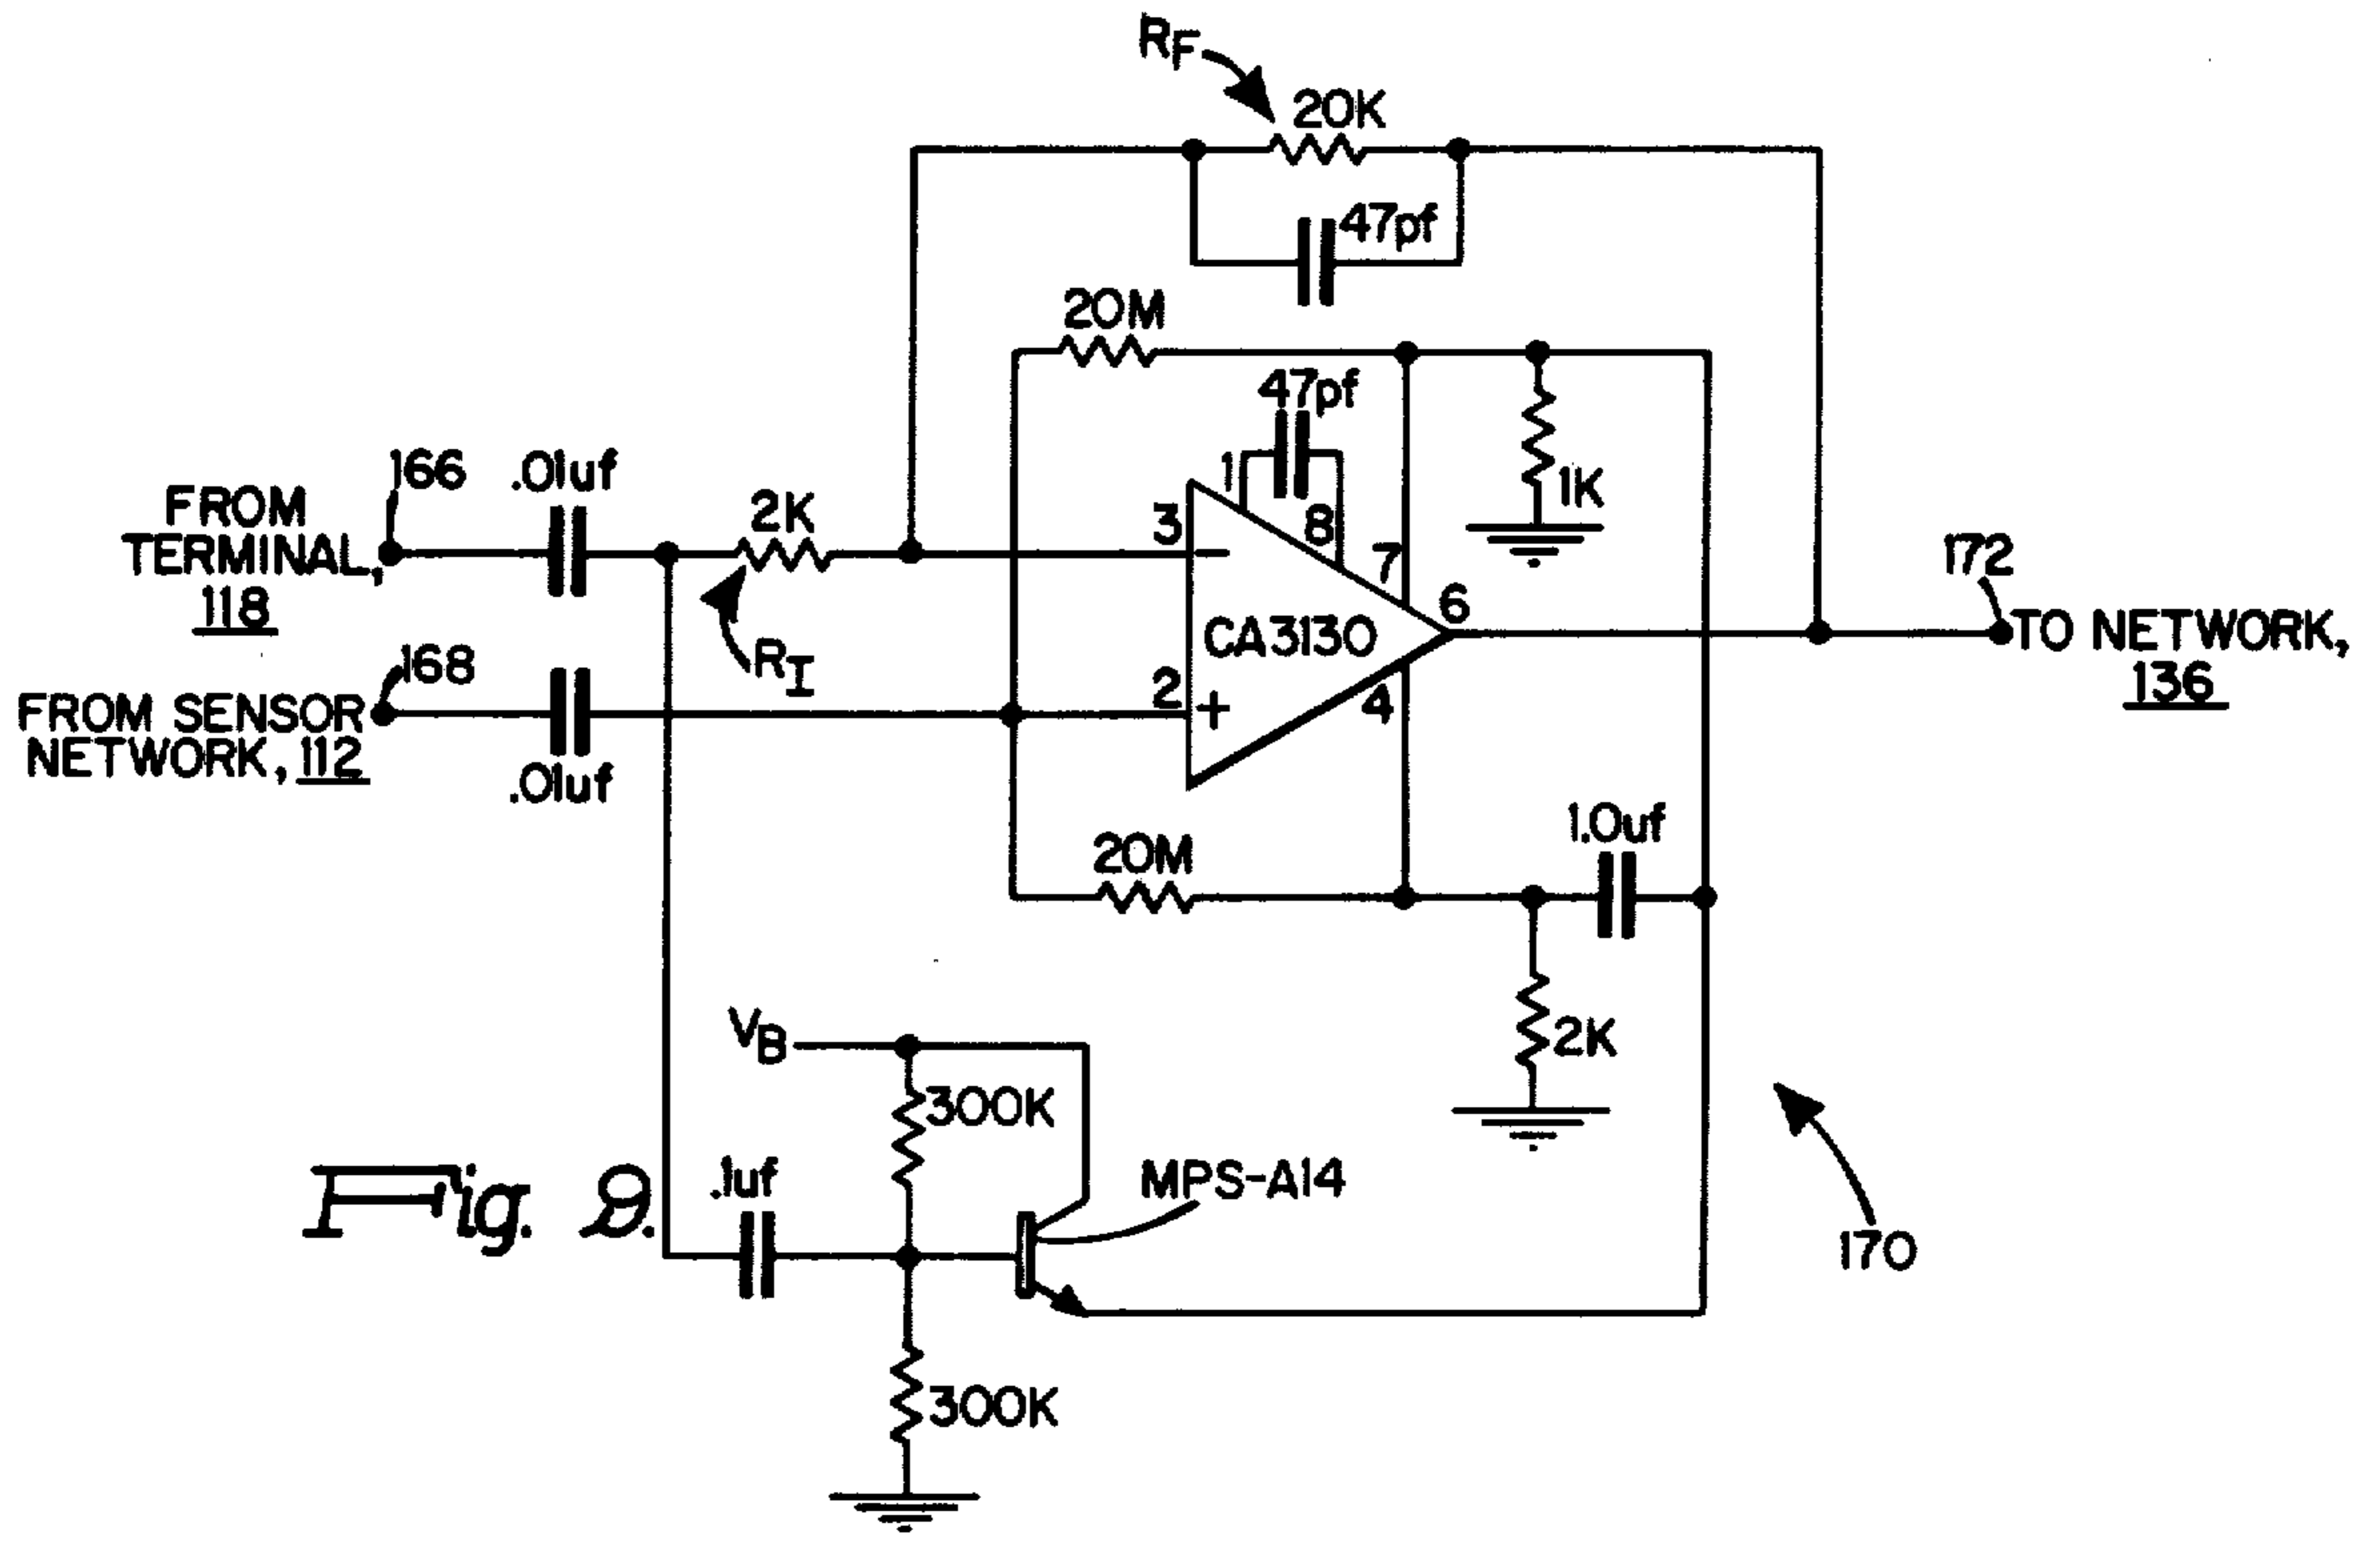 RF
20K
47pf
20M
47pf
166
.01uf
FROM
TERMINAL,
118
2K
RI
3
1
8
7
6
1K
172
TO NETWORK,
136
CA3130
168
FROM SENSOR
NETWORK, 112
.01uf
2
4
−
+
20M
1.0uf
2K
VB
300K
.1uf
MPS-A14
300K
170
Fig. 9.